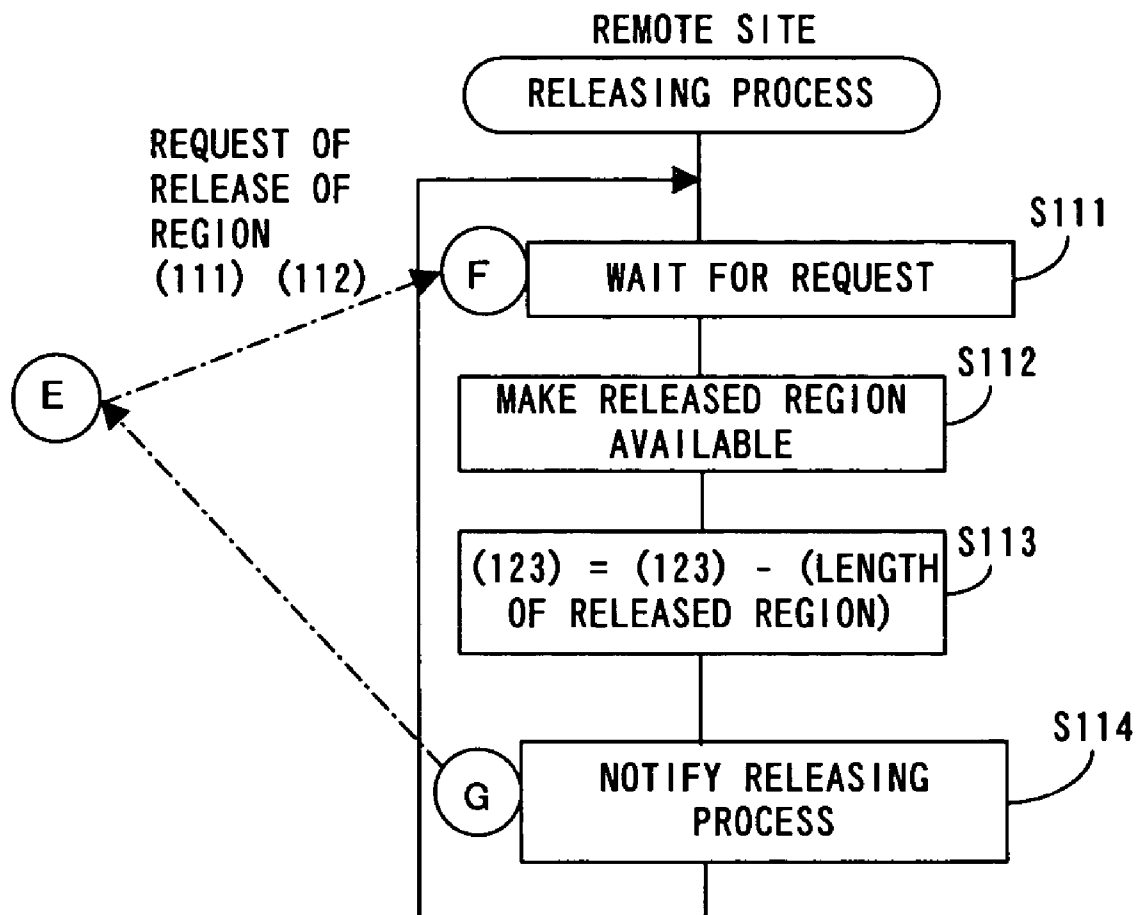 REMOTE SITE
RELEASING PROCESS
REQUEST OF
RELEASE OF
REGION
(111) (112)
S111
F
WAIT FOR REQUEST
E
S112
MAKE RELEASED REGION
AVAILABLE
S113
(123) = (123) - (LENGTH
OF RELEASED REGION)
S114
G
NOTIFY RELEASING
PROCESS